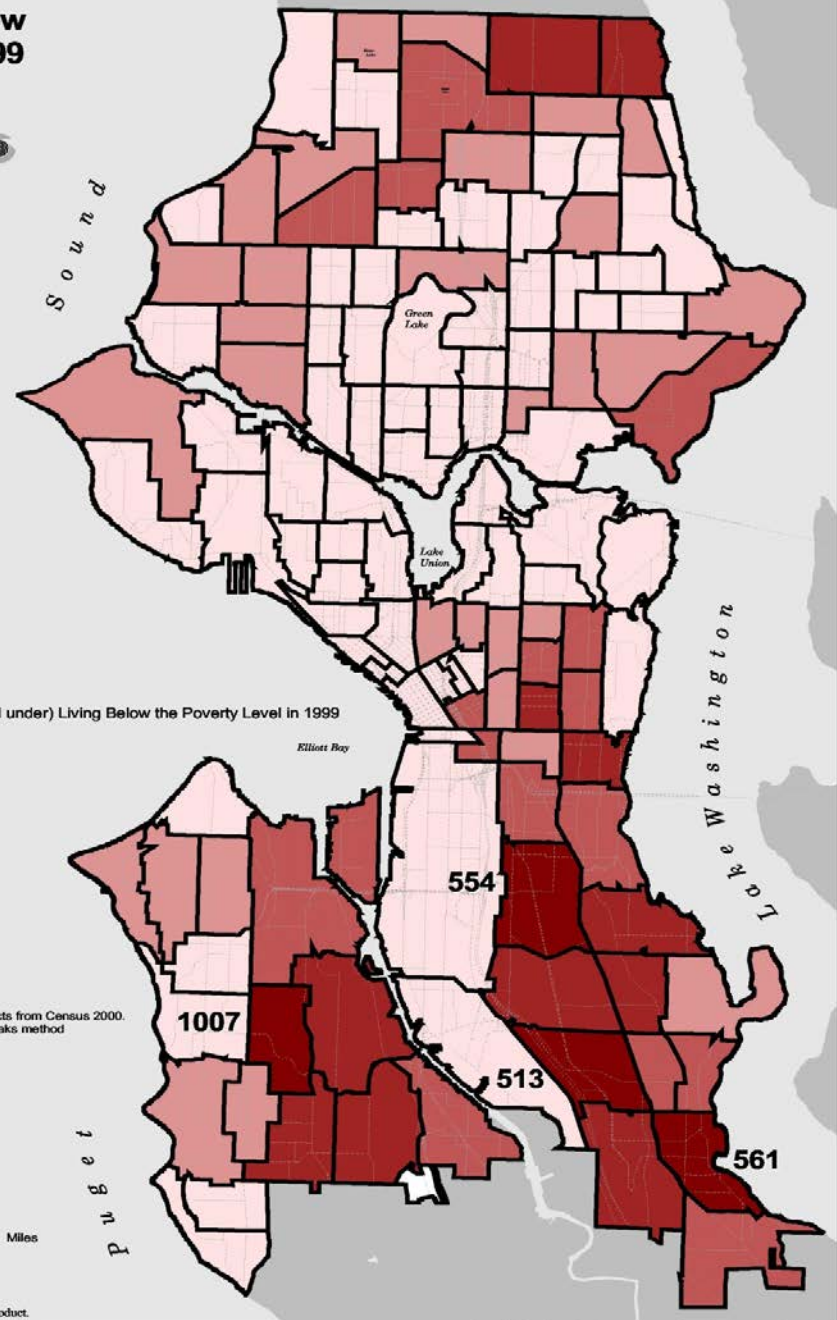 w
99
Sound
Green
Lake
Lake
Union
l under) Living Below the Poverty Level in 1999
Elliott Bay
Lake Washington
554
cts from Census 2000.
aks method
1007
513
561
Puget
Miles
oduct.